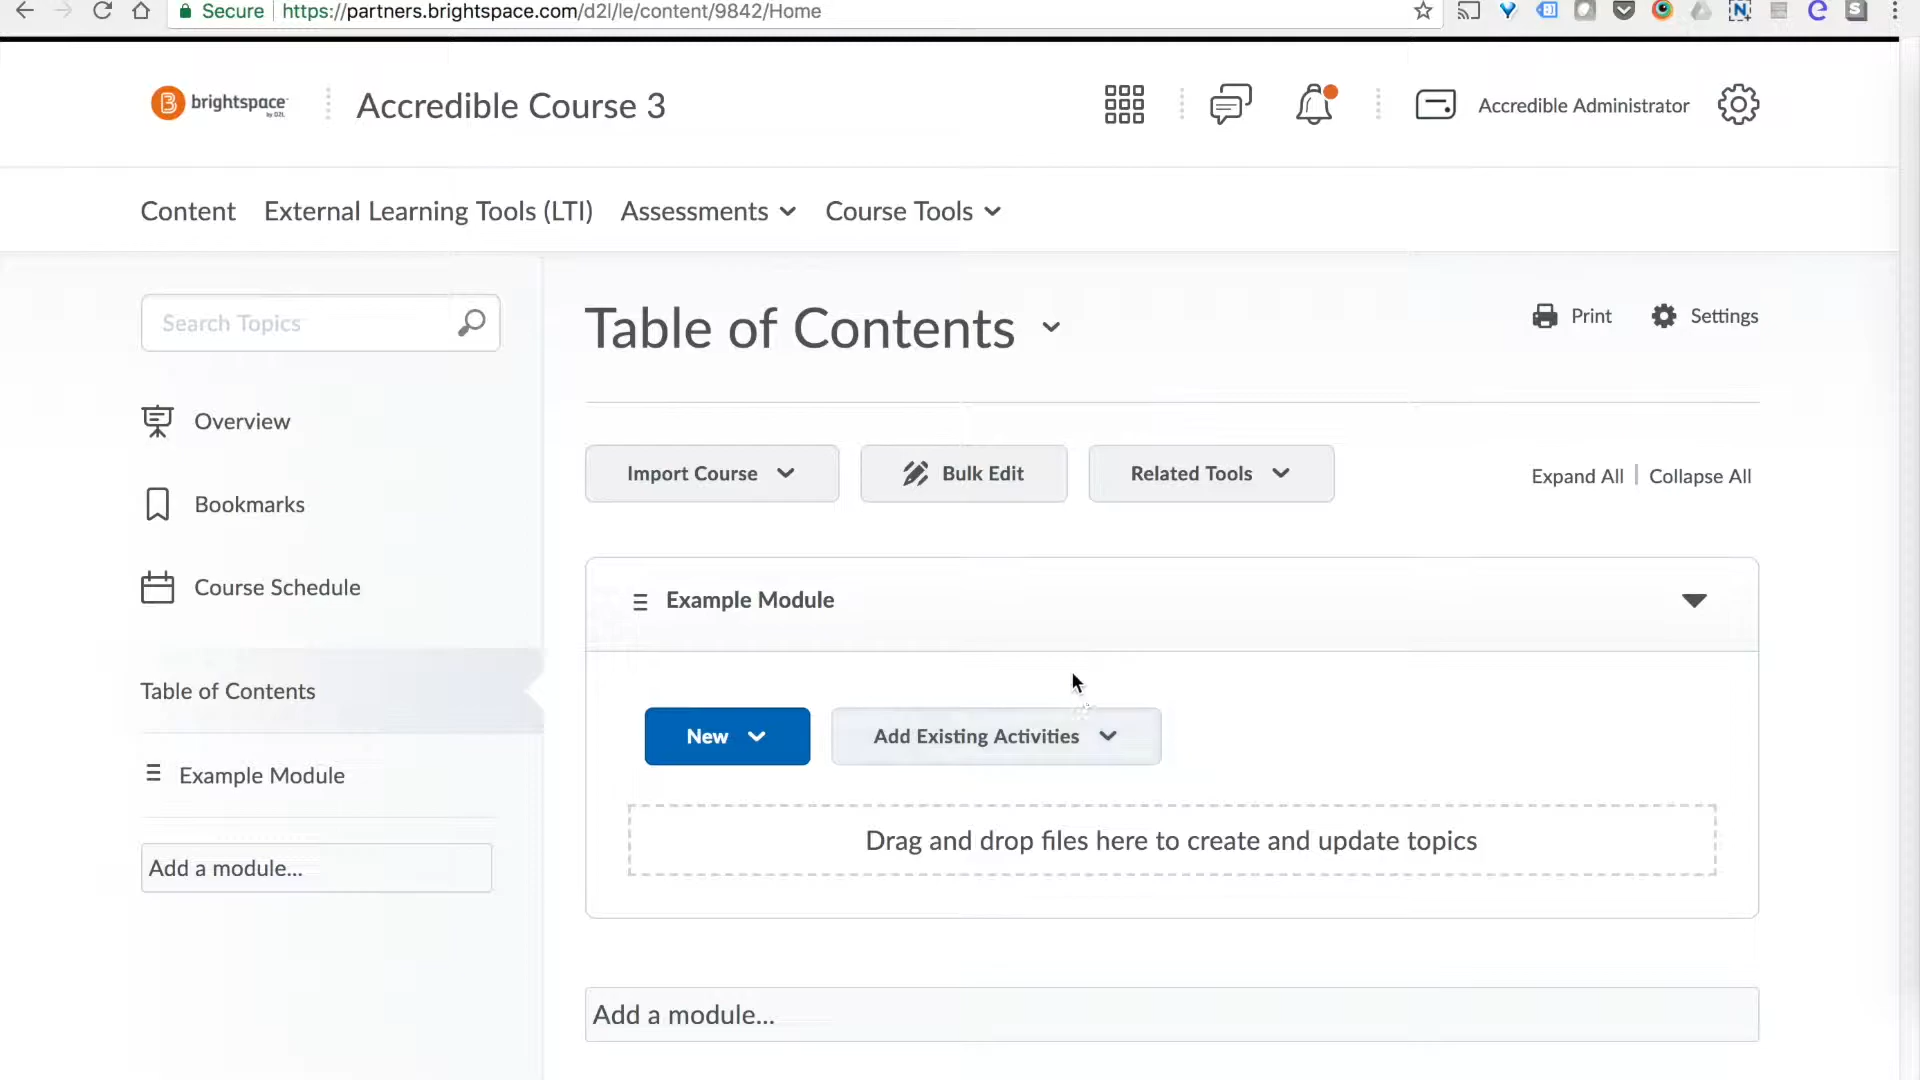 Secure https://partners.brightspace.com/d2l/le/content/9842/Home
brightspace by D2L
Accredible Course 3
Accredible Administrator
Content External Learning Tools (LTI) Assessments Course Tools
Search Topics
Table of Contents
Print Settings
Overview
Import Course Bulk Edit Related Tools Expand All | Collapse All
Bookmarks
Course Schedule
Example Module
Table of Contents
New Add Existing Activities
Example Module
Drag and drop files here to create and update topics
Add a module...
Add a module...